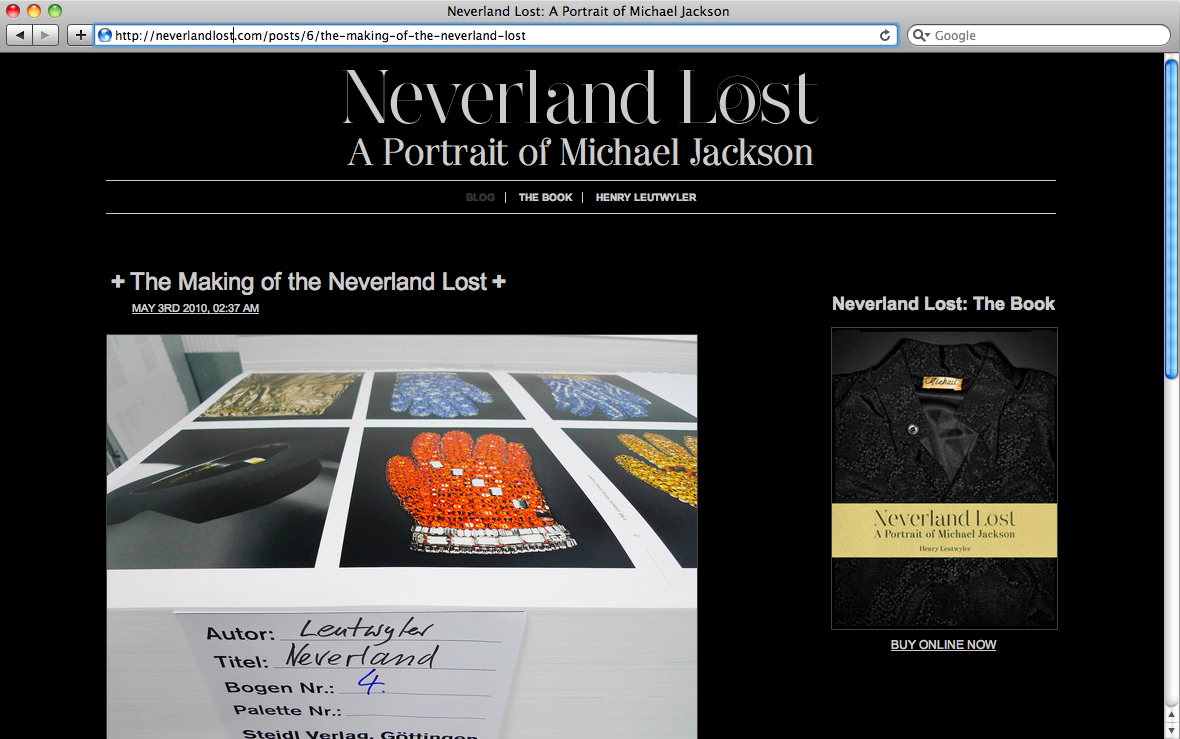 Neverland Lost: A Portrait of Michael Jackson
http://neverlandlost.com/posts/6/the-making-of-the-neverland-lost
Google
Neverland Lost
A Portrait of Michael Jackson
BLOG | THE BOOK | HENRY LEUTWYLER
+ The Making of the Neverland Lost +
MAY 3RD 2010, 02:37 AM
Autor: Leutwyler
Titel: Neverland
Bogen Nr.: 4.
Palette Nr.:
Steidl Verlag, Göttingen
Neverland Lost: The Book
Michael
Neverland Lost
A Portrait of Michael Jackson
Henry Leutwyler
BUY ONLINE NOW